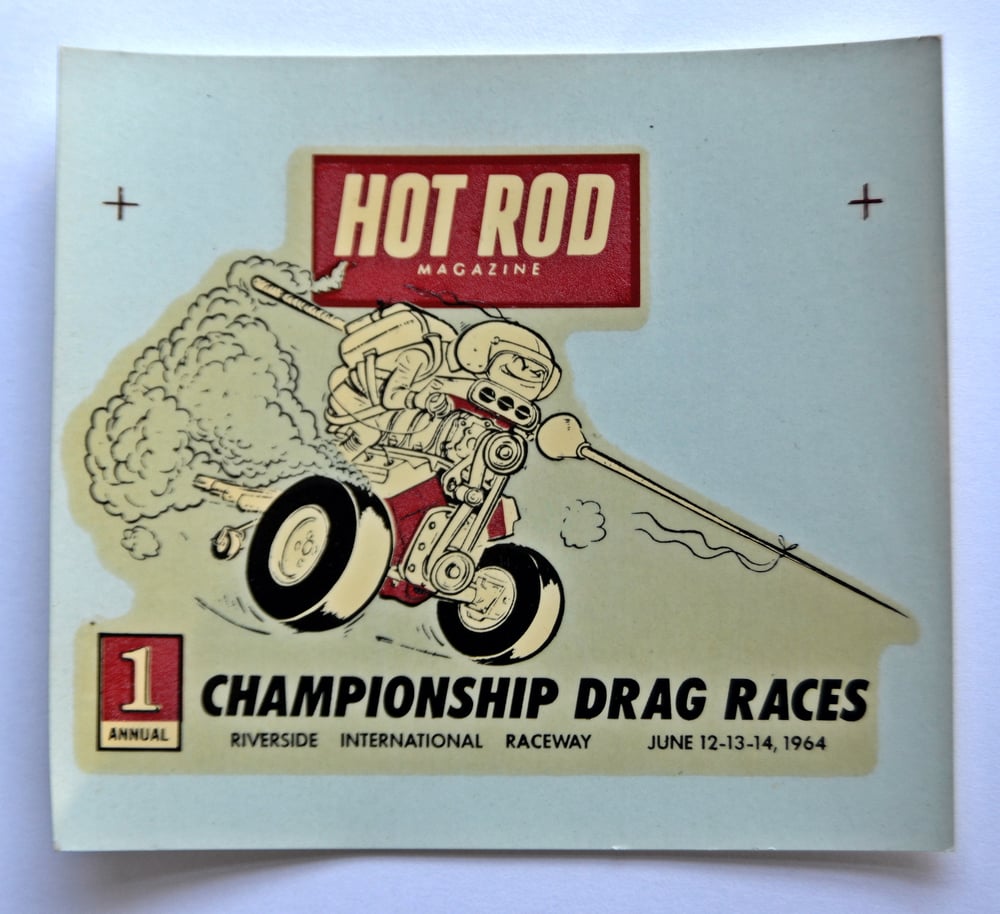 HOT ROD
MAGAZINE
1
ANNUAL
CHAMPIONSHIP DRAG RACES
RIVERSIDE INTERNATIONAL RACEWAY JUNE 12-13-14, 1964